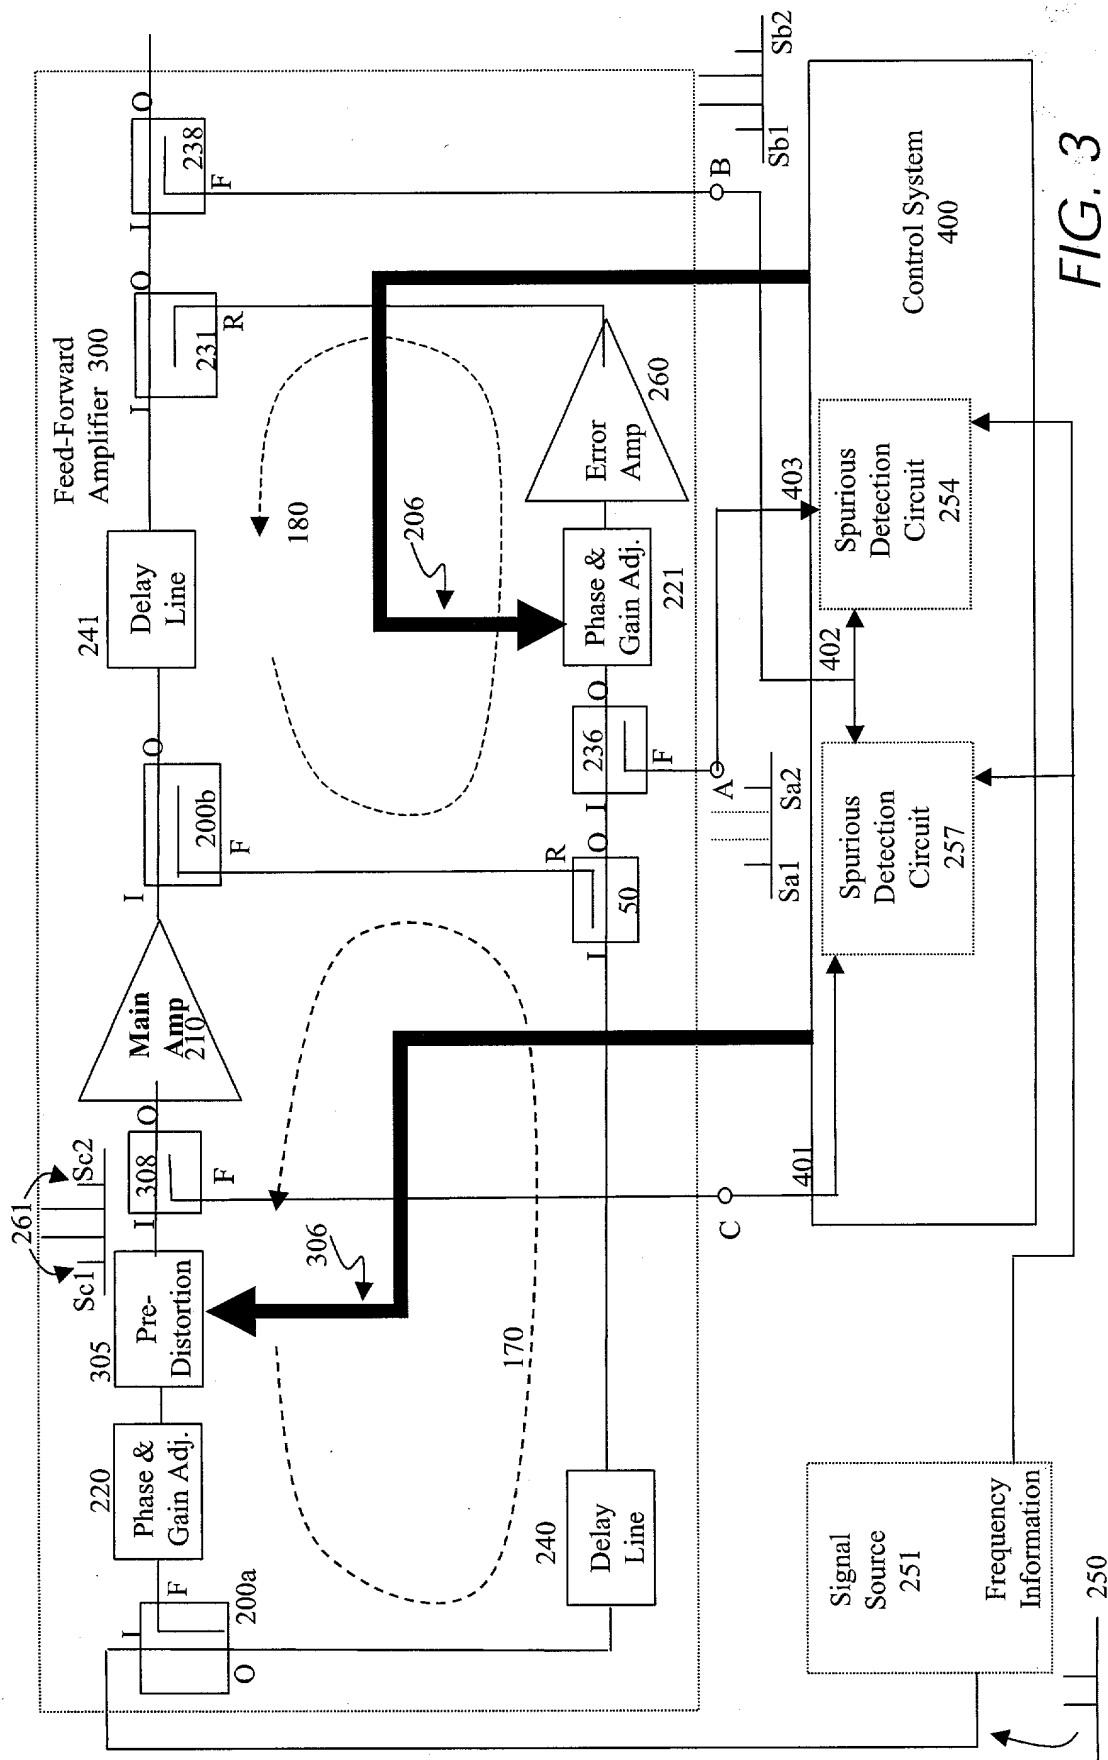 Feed-Forward
Amplifier 300
261
Sc1
Sc2
I
F
O
200a
220
Phase &
Gain Adj.
305
Pre-
Distortion
I
308
O
F
Main
Amp
210
I
200b
O
F
241
Delay
Line
I
231
O
R
I
238
O
F
170
306
180
206
240
Delay
Line
I
50
O
R
I
236
O
F
Phase &
Gain Adj.
221
Error
Amp
260
C
A
B
Sa1
Sa2
Sb1
Sb2
401
402
403
Signal
Source
251
Frequency
Information
250
Spurious
Detection
Circuit
257
Spurious
Detection
Circuit
254
Control System
400
FIG. 3